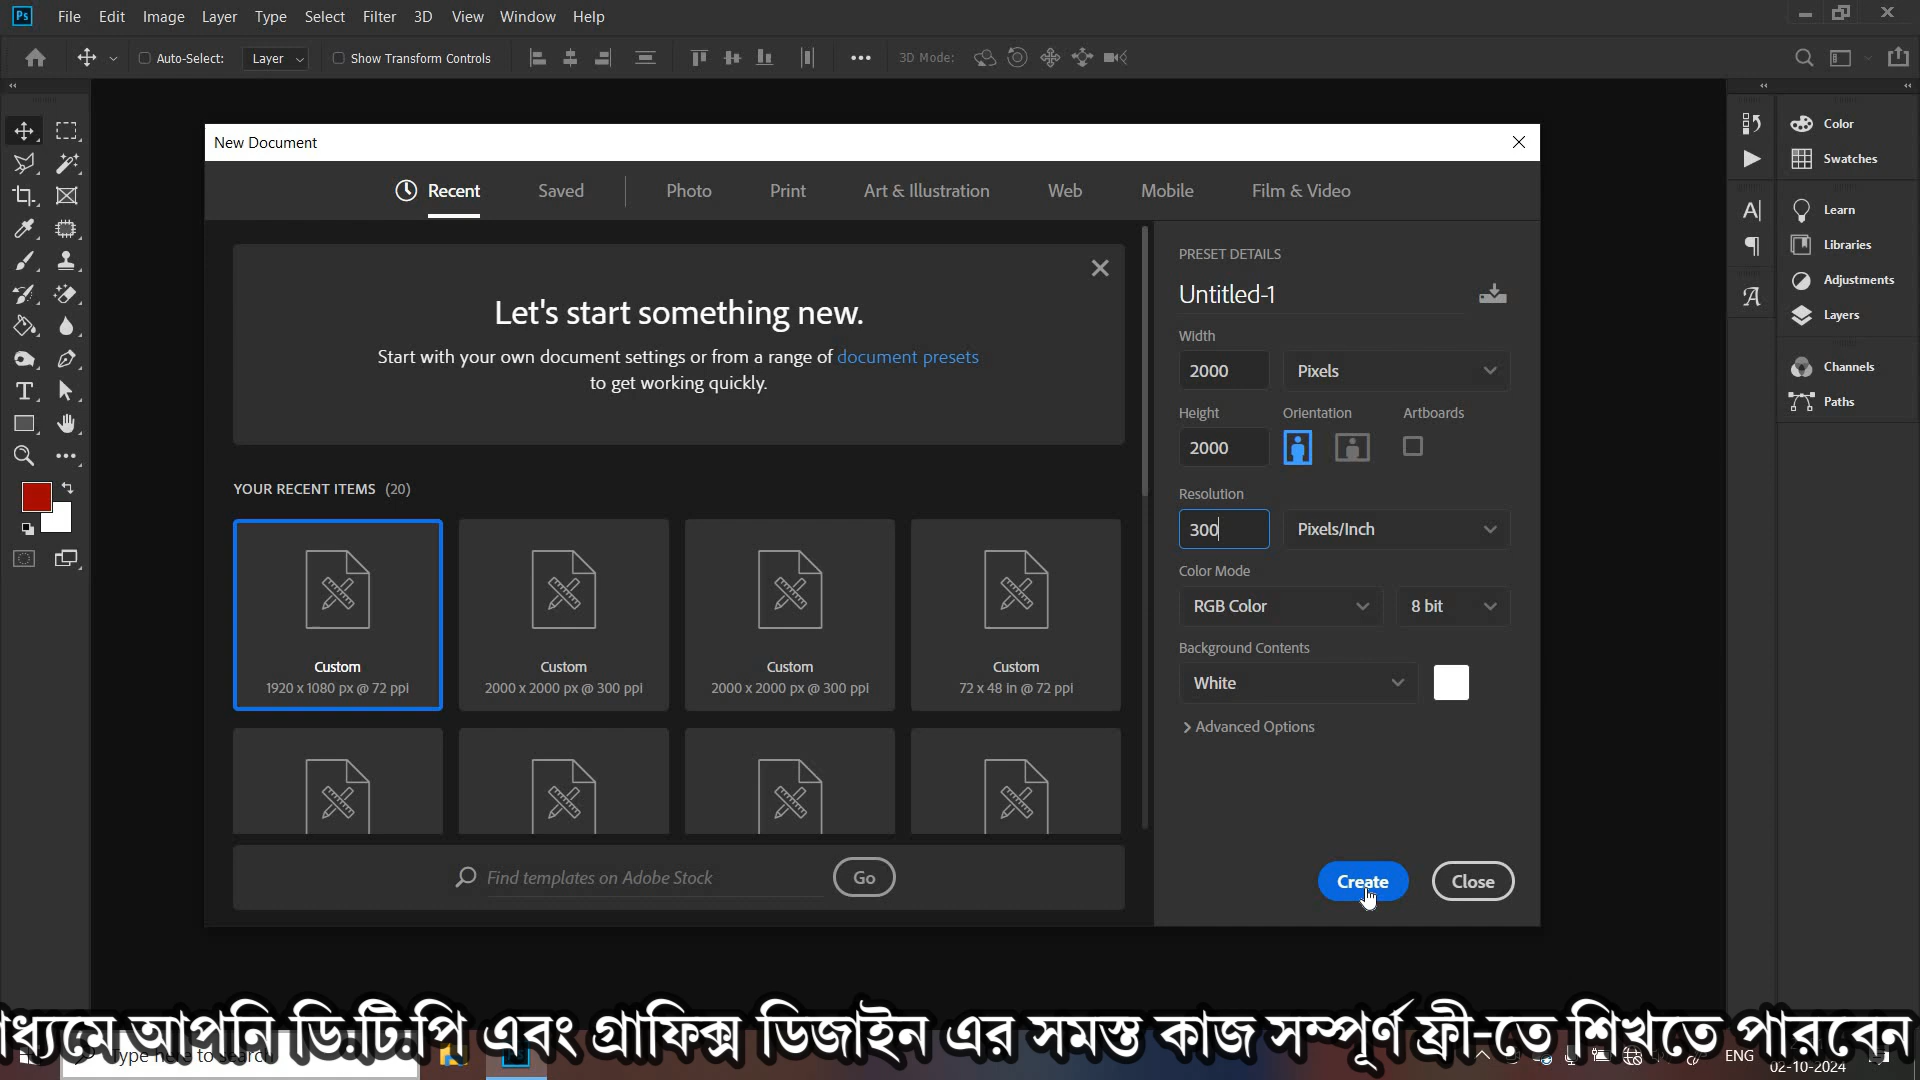 Ps File Edit Image Layer Type Select Filter 3D View Window Help
Auto-Select: Layer Show Transform Controls 3D Mode:
New Document
Recent Saved Photo Print Art & Illustration Web Mobile Film & Video
Let's start something new.
Start with your own document settings or from a range of document presets
to get working quickly.
YOUR RECENT ITEMS (20)
Custom
1920 x 1080 px @ 72 ppi
Custom
2000 x 2000 px @ 300 ppi
Custom
2000 x 2000 px @ 300 ppi
Custom
72 x 48 in @ 72 ppi
Find templates on Adobe Stock Go
PRESET DETAILS
Untitled-1
Width
2000 Pixels
Height Orientation Artboards
2000
Resolution
300 Pixels/Inch
Color Mode
RGB Color 8 bit
Background Contents
White
Advanced Options
Create Close
Color
Swatches
Learn
Libraries
Adjustments
Layers
Channels
Paths
আপনি ডিটিপি এবং গ্রাফিক্স ডিজাইন এর সমস্ত কাজ সম্পূর্ণ ফ্রী-তে শিখতে পারবেন
Type here to search
ENG
02-10-2024